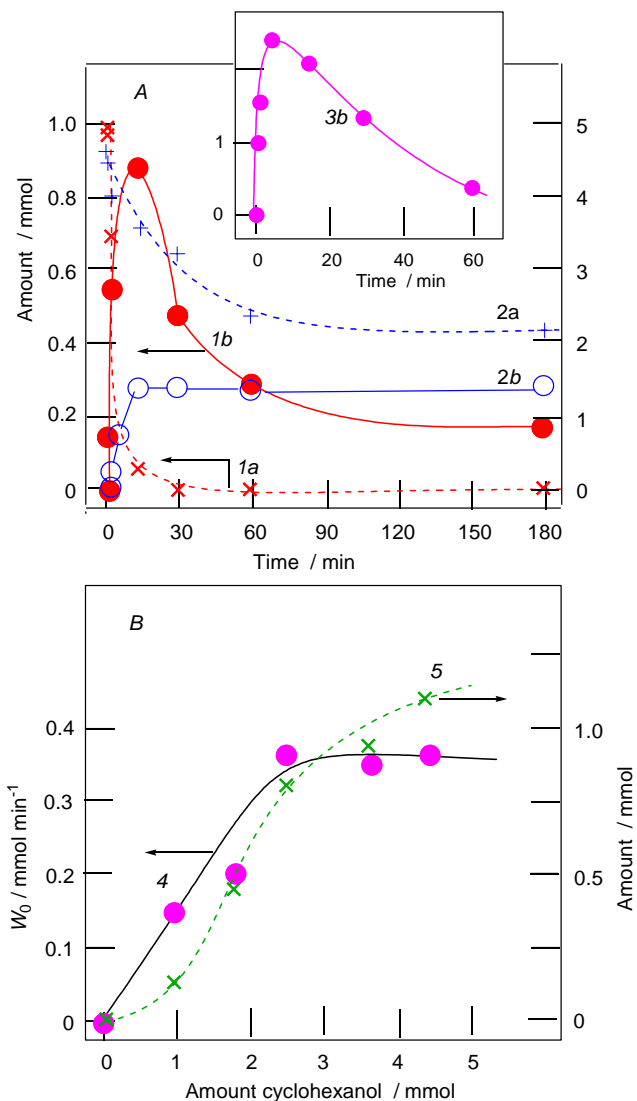 A
3b
1
0
0 20 40 60
Time / min
1.0
0.8
0.6
0.4
0.2
0
Amount / mmol
5
4
3
2
1
0
2a
1b
2b
1a
0 30 60 90 120 150 180
Time / min
B
5
4
0.4
0.3
0.2
0.1
0
W0 / mmol min⁻¹
1.0
0.5
0
Amount / mmol
0 1 2 3 4 5
Amount cyclohexanol / mmol